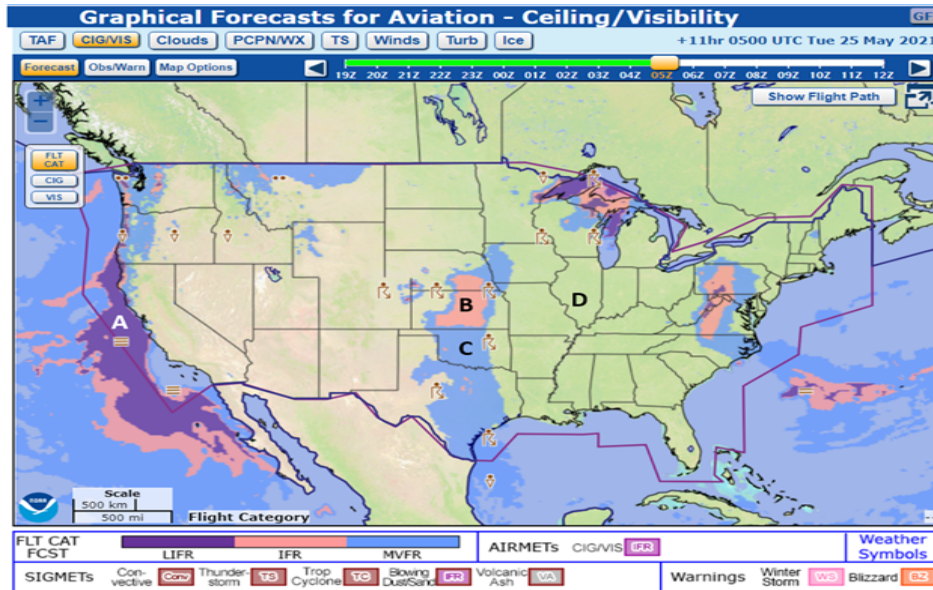 Graphical Forecasts for Aviation - Ceiling/Visibility
GF
TAF CIG/VIS Clouds PCPN/WX TS Winds Turb Ice +11hr 0500 UTC Tue 25 May 2021
Forecast Obs/Warn Map Options
19Z 20Z 21Z 22Z 23Z 00Z 01Z 02Z 03Z 04Z 05Z 06Z 07Z 08Z 09Z 10Z 11Z 12Z
+
−
Show Flight Path
FLT
CAT
CIG
VIS
A
B
C
D
NOAA
Scale
500 km
500 mi
Flight Category
FLT CAT
FCST
LIFR IFR MVFR
AIRMETs CIG/VIS IFR
Weather
Symbols
SIGMETs Con-
vective Conv Thunder-
storm TS Trop
Cyclone TC Blowing
Dust/Sand IFR Volcanic
Ash VA
Warnings Winter
Storm WS Blizzard BZ